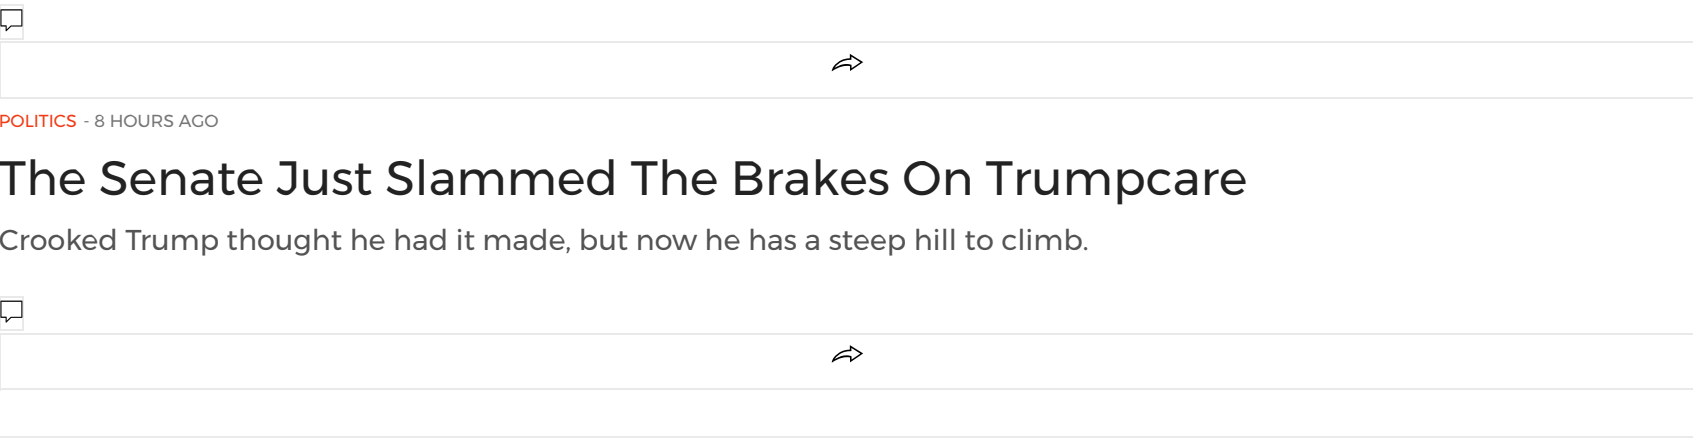 POLITICS - 8 HOURS AGO
The Senate Just Slammed The Brakes On Trumpcare
Crooked Trump thought he had it made, but now he has a steep hill to climb.